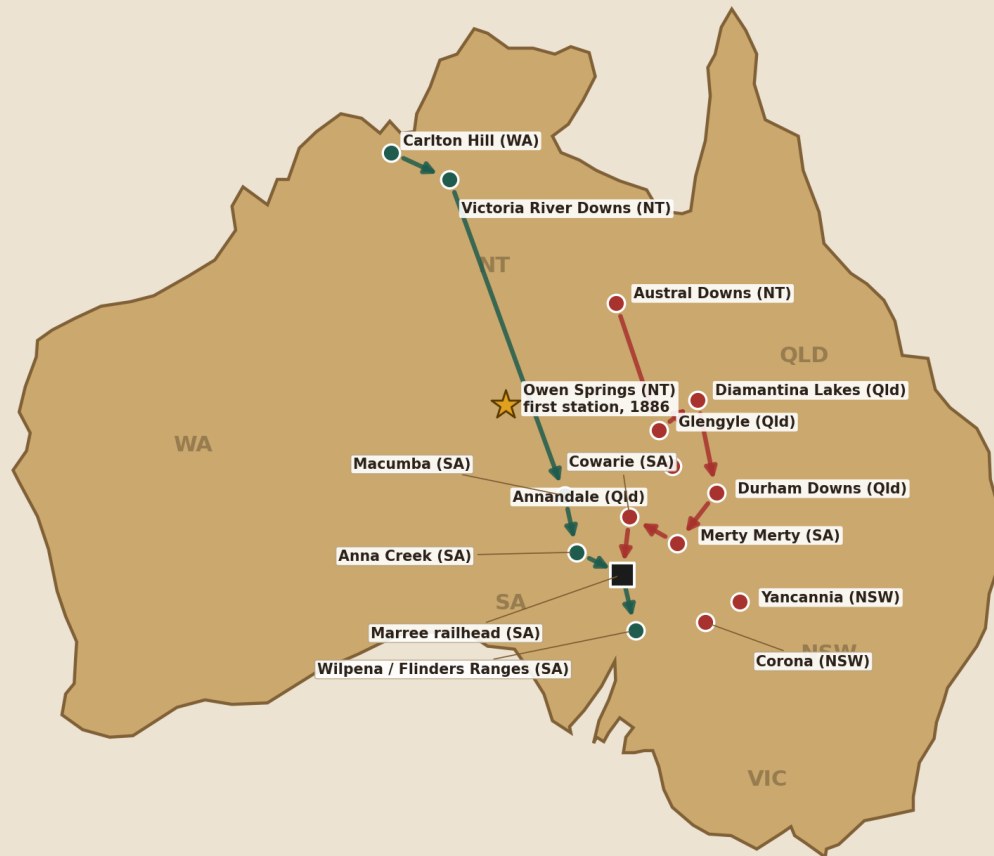 Carlton Hill (WA)
Victoria River Downs (NT)
NT
Austral Downs (NT)
QLD
Owen Springs (NT)
first station, 1886
Diamantina Lakes (Qld)
Glengyle (Qld)
WA
Macumba (SA)
Cowarie (SA)
Annandale (Qld)
Durham Downs (Qld)
Merty Merty (SA)
Anna Creek (SA)
SA
Yancannia (NSW)
Marree railhead (SA)
NSW
Corona (NSW)
Wilpena / Flinders Ranges (SA)
VIC